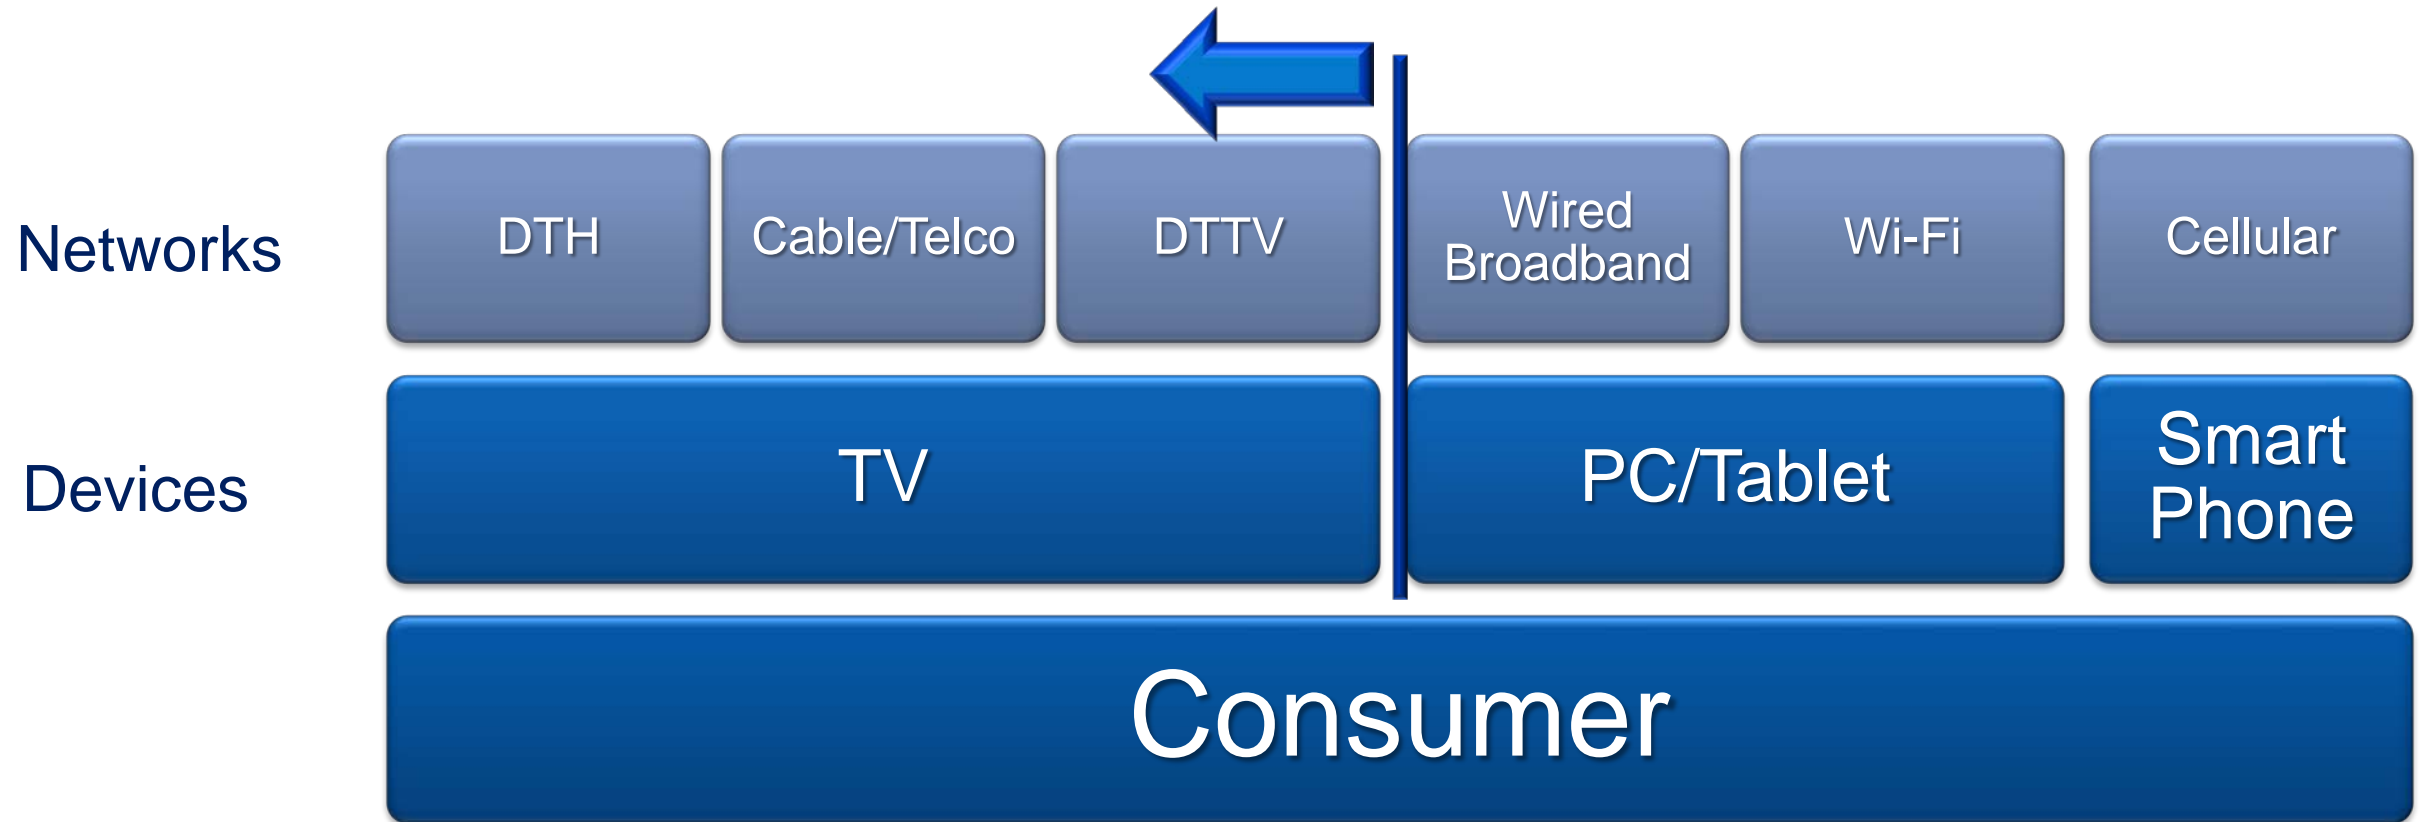 Networks
DTH
Cable/Telco
DTTV
Wired
Broadband
Wi-Fi
Cellular
Devices
TV
PC/Tablet
Smart
Phone
Consumer